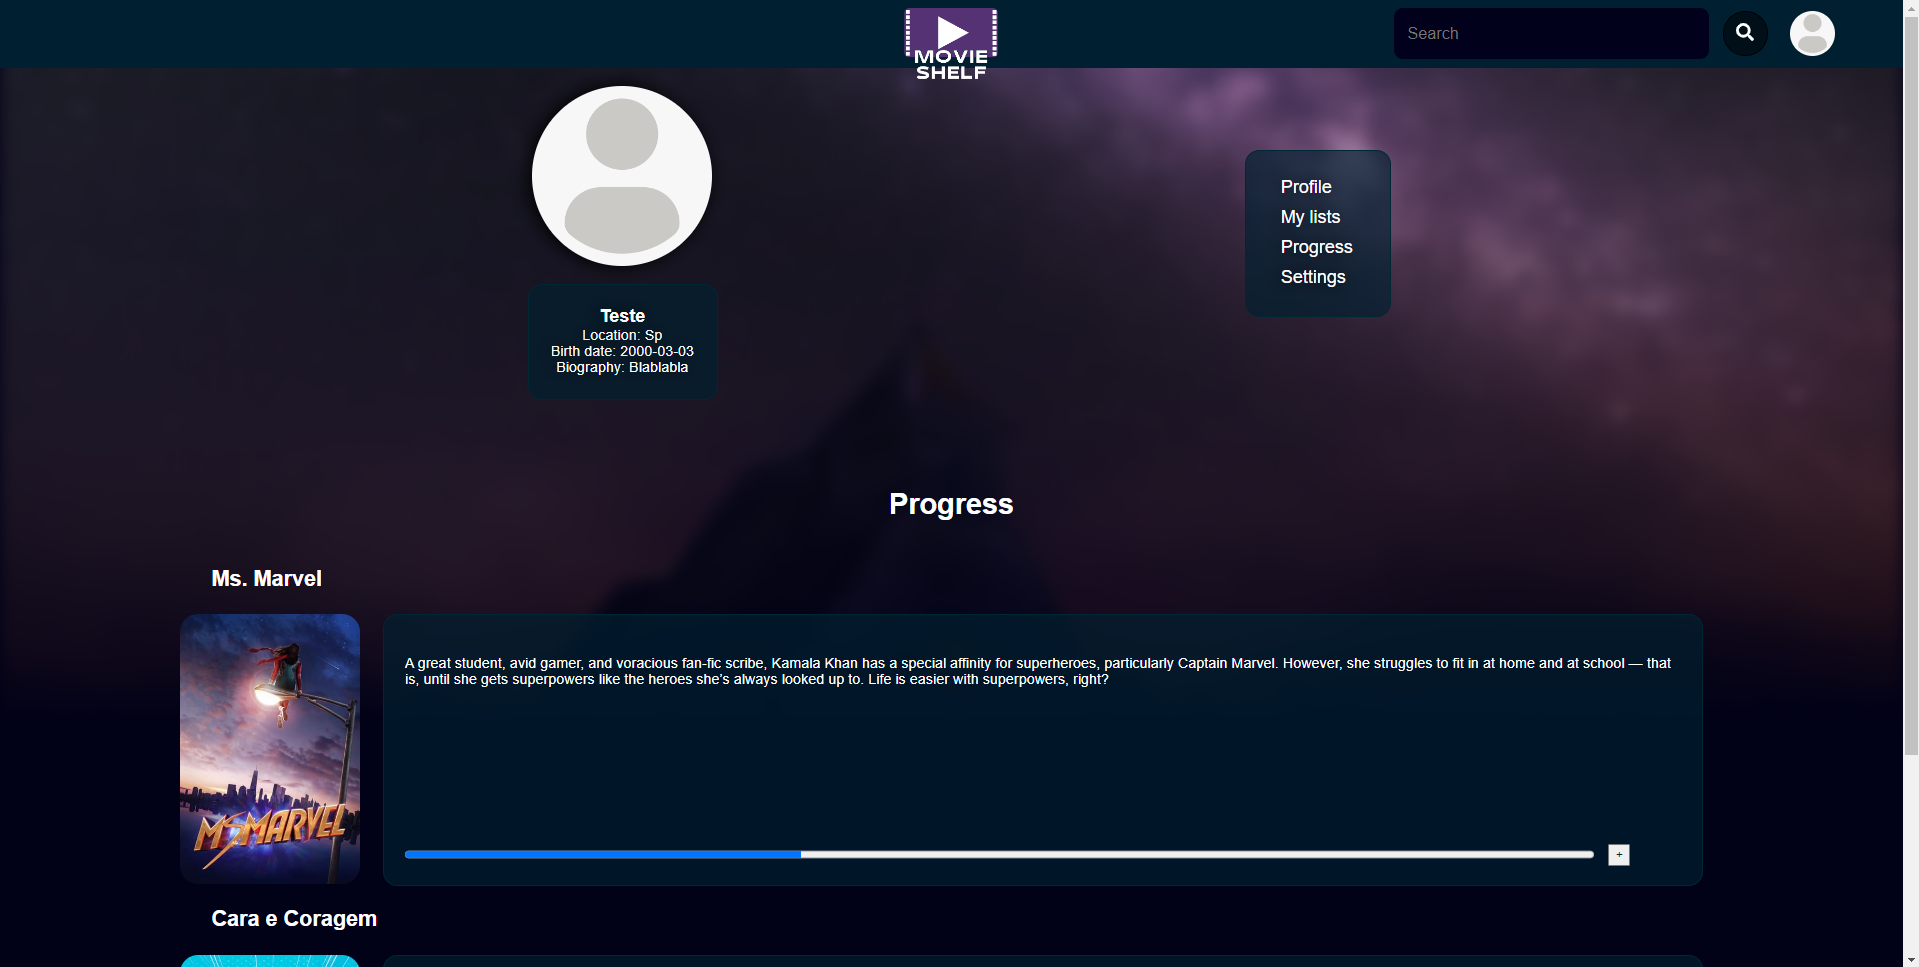 MOVIE
SHELF
Search
Profile
My lists
Progress
Settings
Teste
Location: Sp
Birth date: 2000-03-03
Biography: Blablabla
Progress
Ms. Marvel
MS. MARVEL
A great student, avid gamer, and voracious fan-fic scribe, Kamala Khan has a special affinity for superheroes, particularly Captain Marvel. However, she struggles to fit in at home and at school — that
is, until she gets superpowers like the heroes she’s always looked up to. Life is easier with superpowers, right?
+
Cara e Coragem